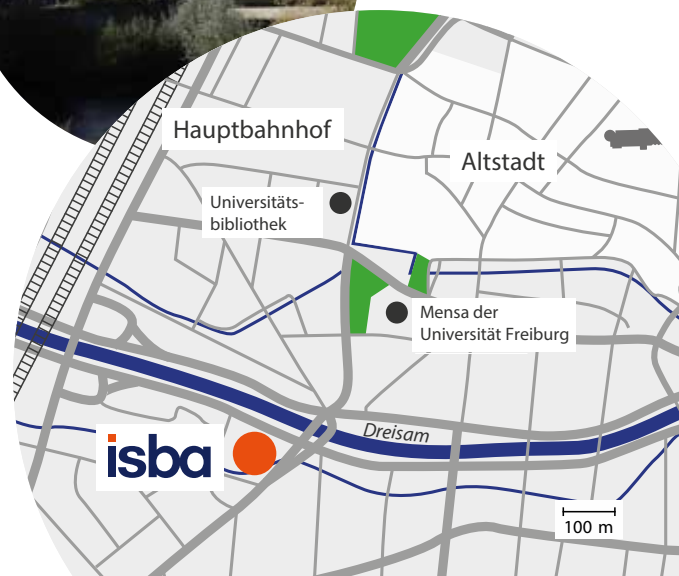 Hauptbahnhof
Altstadt
Universitäts-
bibliothek
Mensa der
Universität Freiburg
Dreisam
isba
100 m